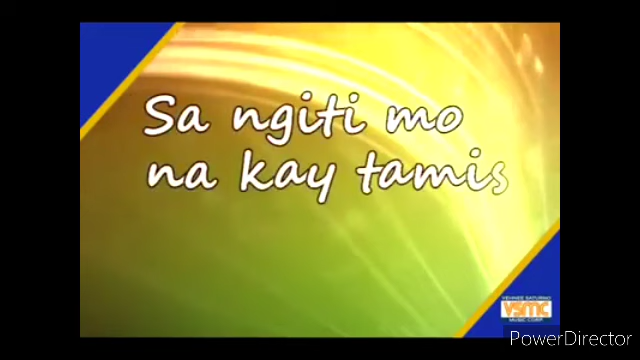 Sa ngiti mo
na kay tamis
VEHNEE SATURNO
VSMC
MUSIC CORP
PowerDirector